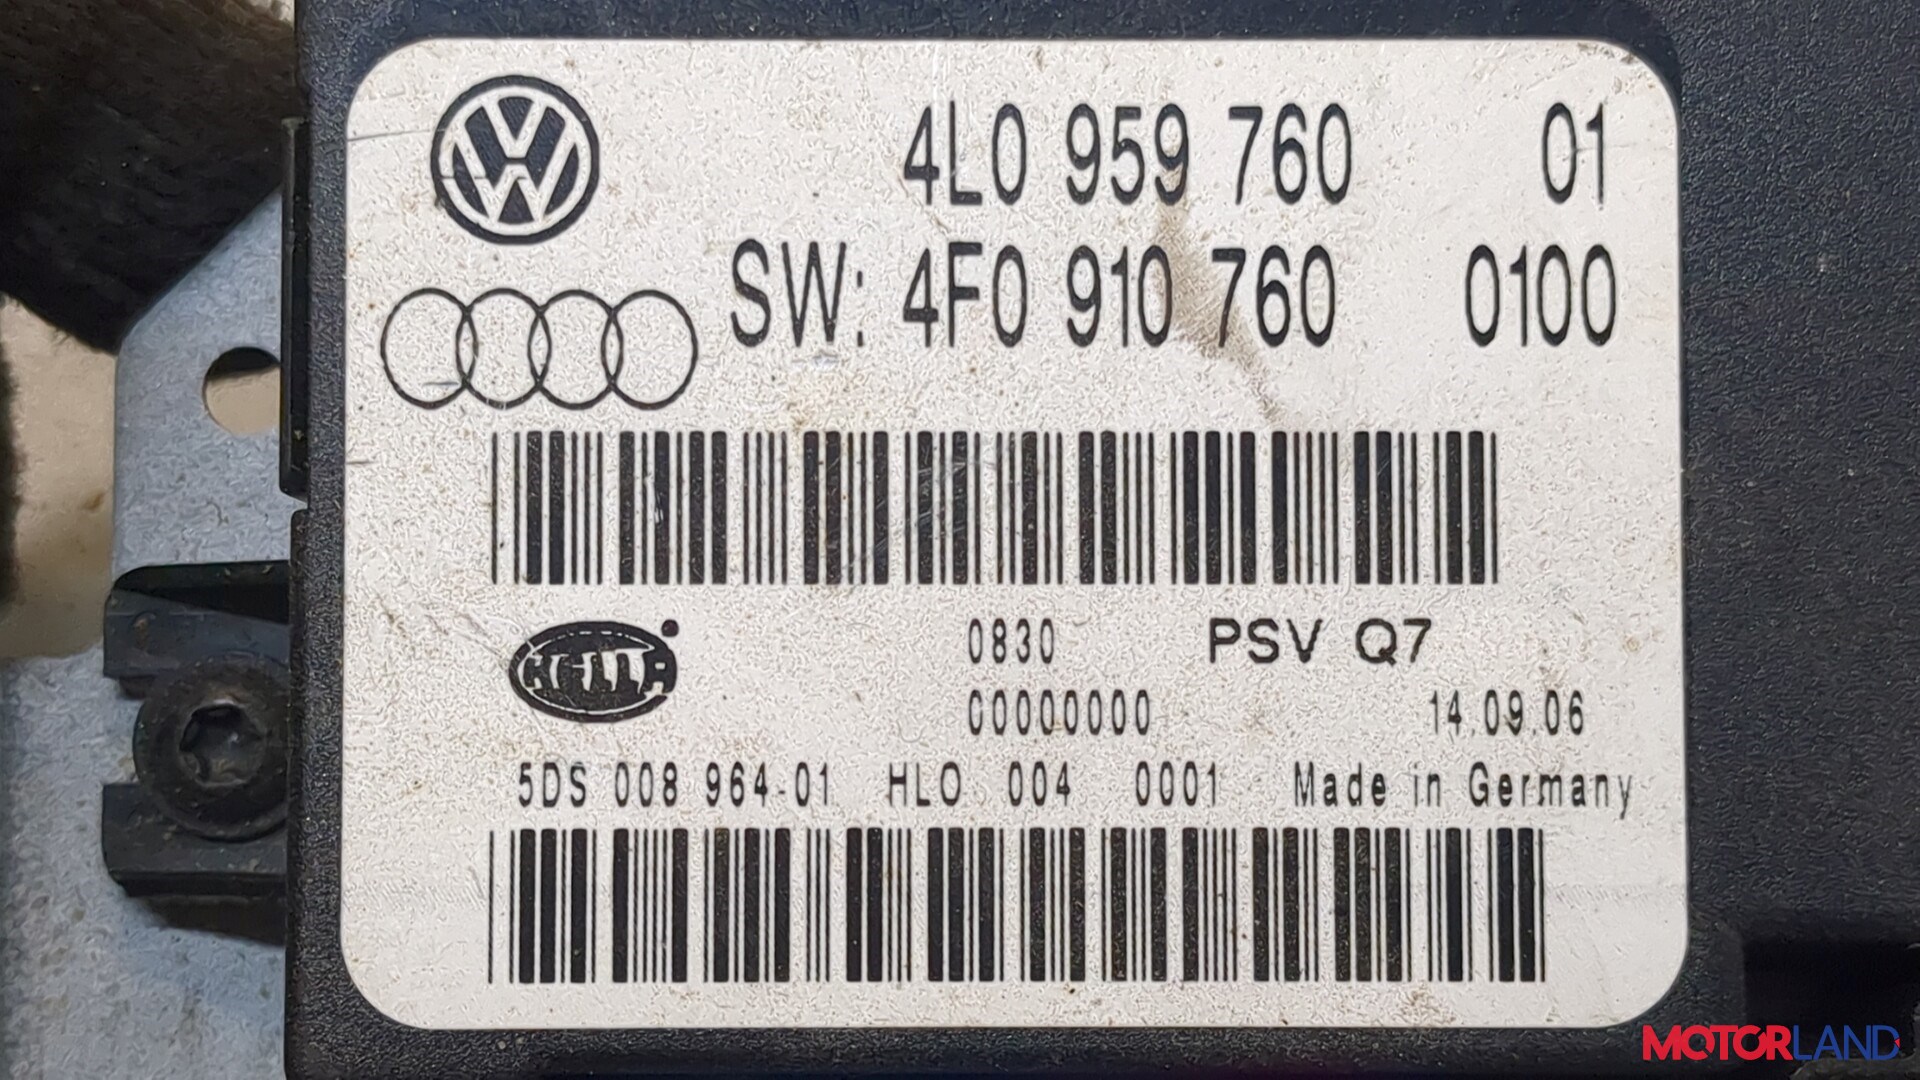 4L0 959 760 01
SW: 4F0 910 760 0100
HELLA
0830 PSV Q7
00000000 14.09.06
5DS 008 964-01 HLO 004 0001 Made in Germany
MOTORLAND